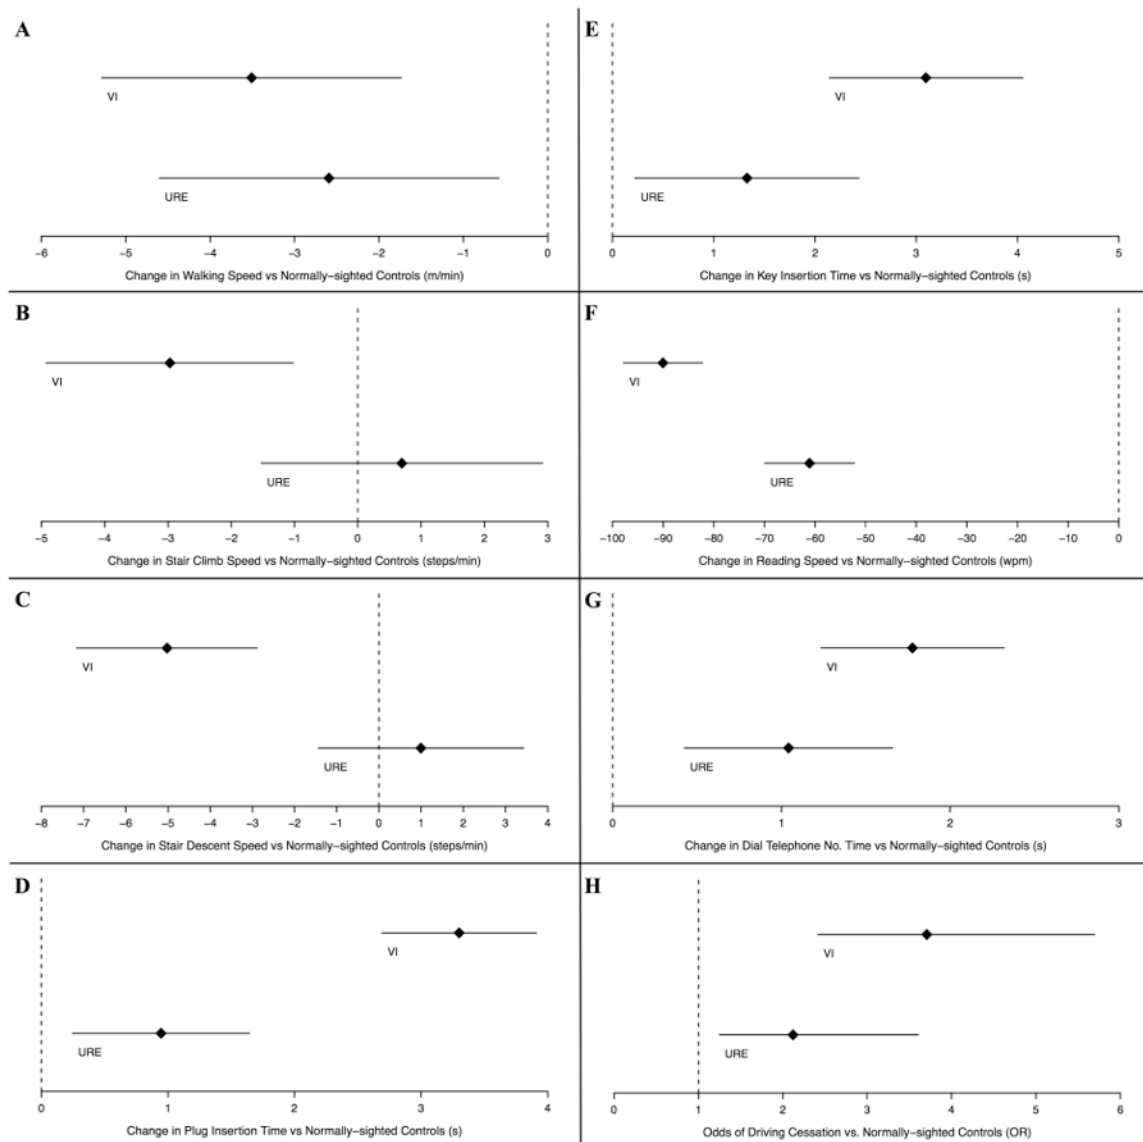 A
VI
URE
−6 −5 −4 −3 −2 −1 0
Change in Walking Speed vs Normally−sighted Controls (m/min)
B
VI
URE
−5 −4 −3 −2 −1 0 1 2 3
Change in Stair Climb Speed vs Normally−sighted Controls (steps/min)
C
VI
URE
−8 −7 −6 −5 −4 −3 −2 −1 0 1 2 3 4
Change in Stair Descent Speed vs Normally−sighted Controls (steps/min)
D
VI
URE
0 1 2 3 4
Change in Plug Insertion Time vs Normally−sighted Controls (s)
E
VI
URE
0 1 2 3 4 5
Change in Key Insertion Time vs Normally−sighted Controls (s)
F
VI
URE
−100 −90 −80 −70 −60 −50 −40 −30 −20 −10 0
Change in Reading Speed vs Normally−sighted Controls (wpm)
G
VI
URE
0 1 2 3
Change in Dial Telephone No. Time vs Normally−sighted Controls (s)
H
VI
URE
0 1 2 3 4 5 6
Odds of Driving Cessation vs. Normally−sighted Controls (OR)